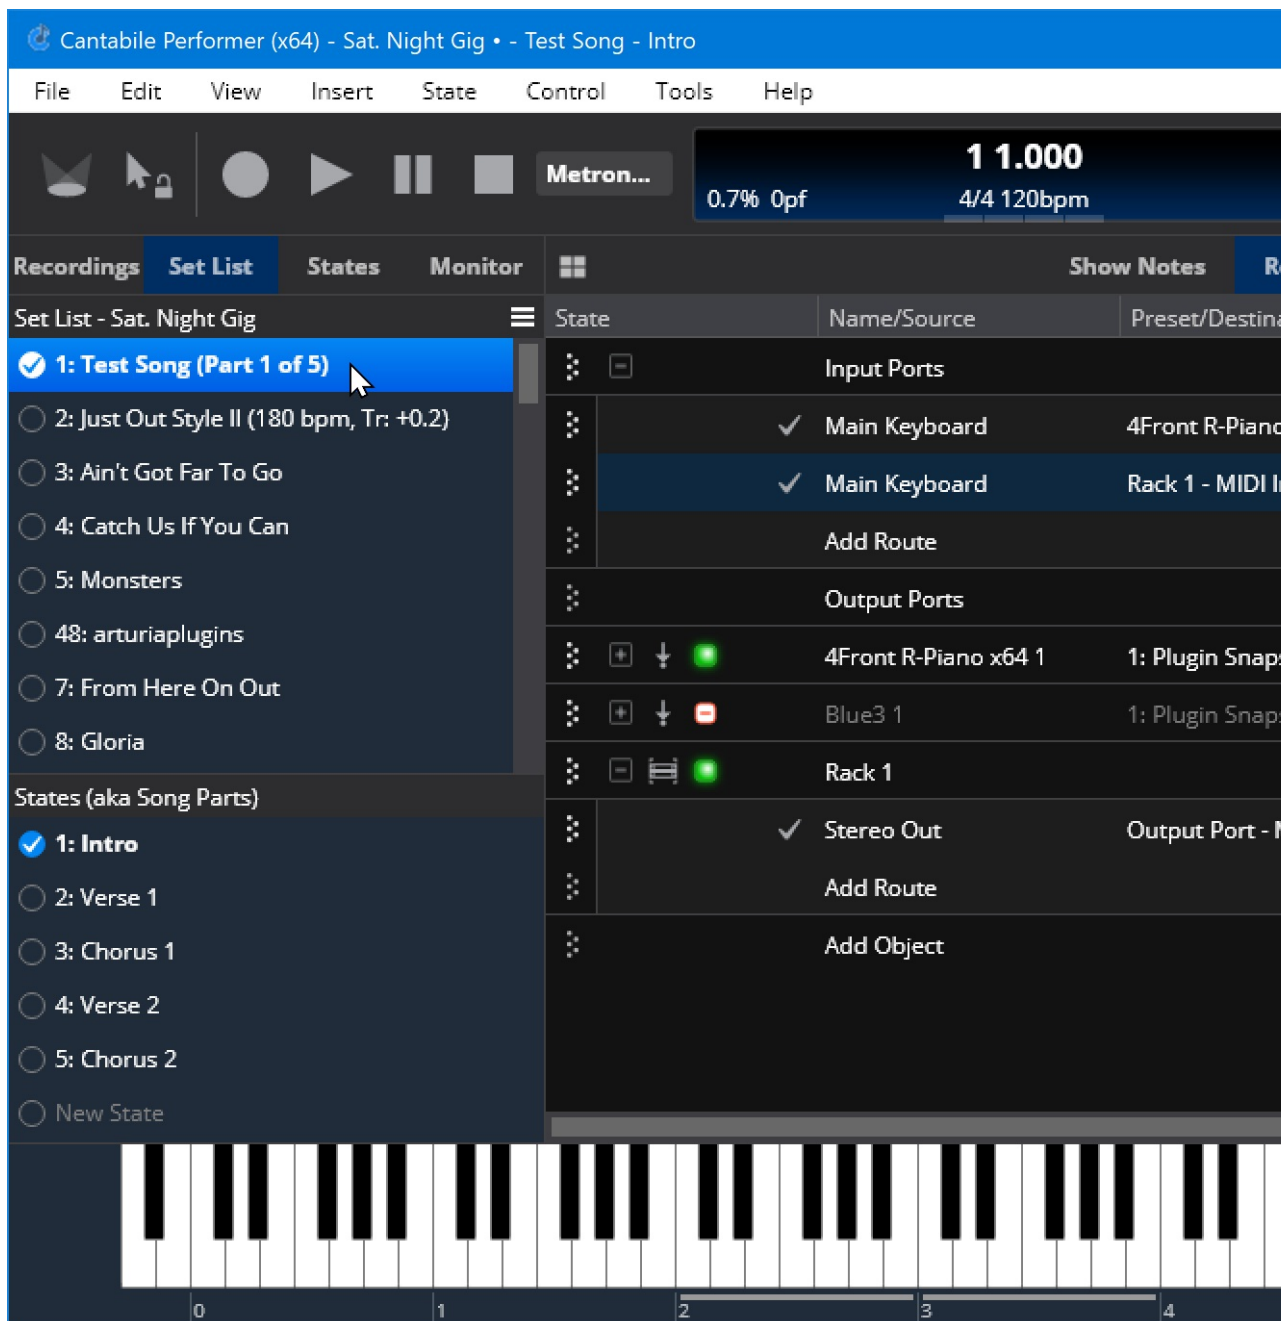 Cantabile Performer (x64) - Sat. Night Gig • - Test Song - Intro
File Edit View Insert State Control Tools Help
Metron...
1 1.000
0.7% 0pf
4/4 120bpm
Recordings Set List States Monitor
Show Notes
Set List - Sat. Night Gig
State Name/Source Preset/Destina
1: Test Song (Part 1 of 5)
2: Just Out Style II (180 bpm, Tr: +0.2)
3: Ain't Got Far To Go
4: Catch Us If You Can
5: Monsters
48: arturiaplugins
7: From Here On Out
8: Gloria
States (aka Song Parts)
1: Intro
2: Verse 1
3: Chorus 1
4: Verse 2
5: Chorus 2
New State
Input Ports
Main Keyboard 4Front R-Piano
Main Keyboard Rack 1 - MIDI I
Add Route
Output Ports
4Front R-Piano x64 1 1: Plugin Snaps
Blue3 1 1: Plugin Snaps
Rack 1
Stereo Out Output Port -
Add Route
Add Object
0 1 2 3 4